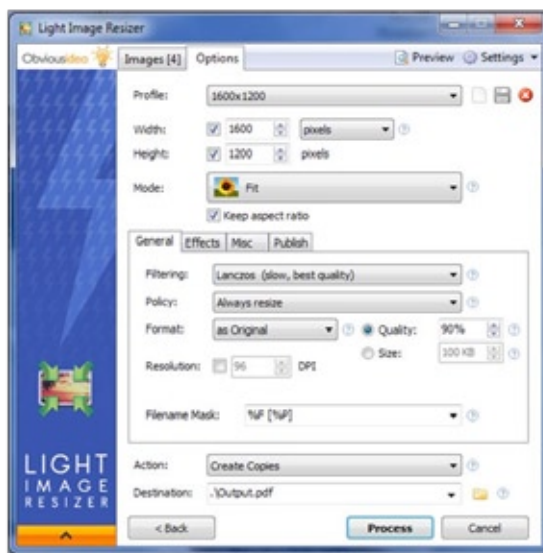 Light Image Resizer
Obviousidea
Images [4] Options Preview Settings
Profile: 1600x1200
Width: 1600 pixels
Height: 1200 pixels
Mode: Fit
Keep aspect ratio
General Effects Misc Publish
Filtering: Lanczos (slow, best quality)
Policy: Always resize
Format: as Original Quality: 90%
Size: 100 KB
Resolution: 96 DPI
Filename Mask: %F [%P]
Action: Create Copies
Destination: .\Output.pdf
LIGHT
IMAGE
RESIZER
< Back Process Cancel